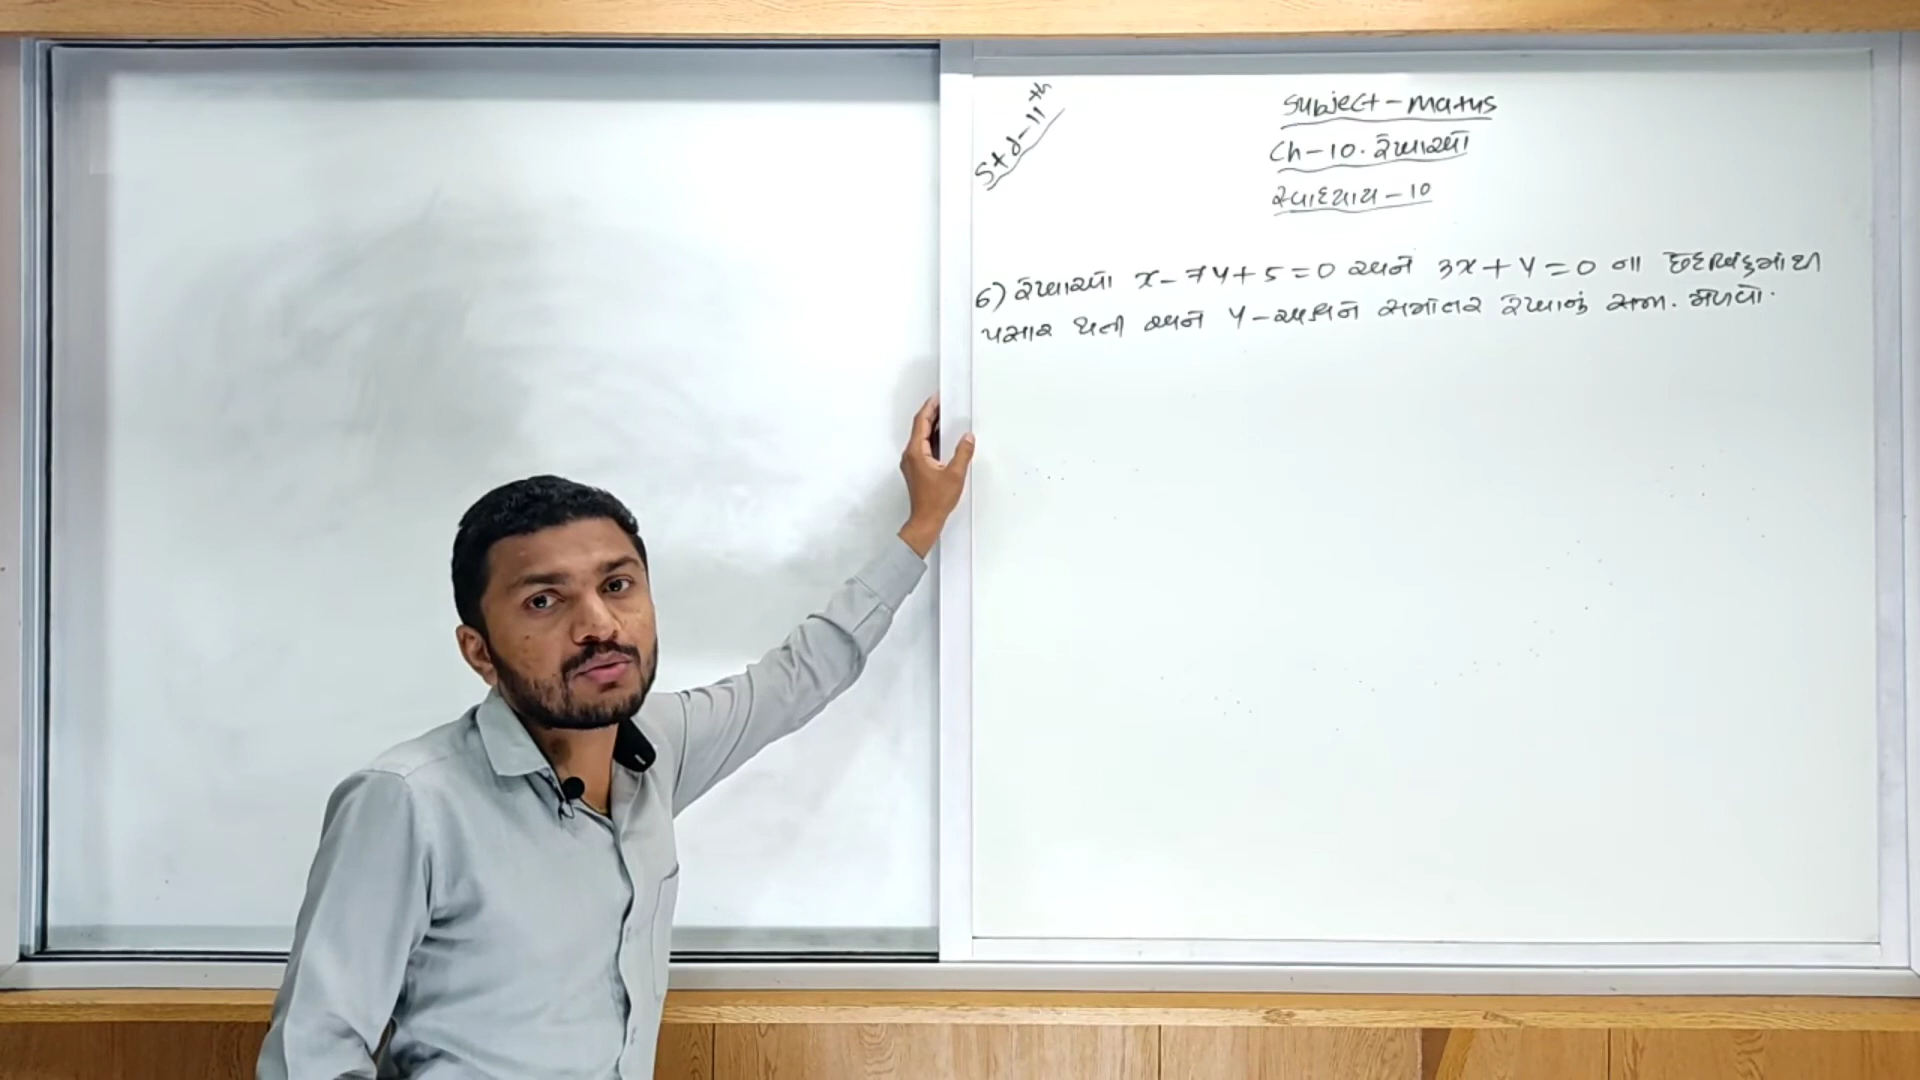 Std-11th
Subject-maths
Ch-10. રેખાઓ
સ્વાધ્યાય-10
6) રેખાઓ x-7y+5=0 અને 3x+y=0 ના છેદબિંદુમાંથી
પસાર થતી અને y-અક્ષને સમાંતર રેખાનું સમી. મેળવો.